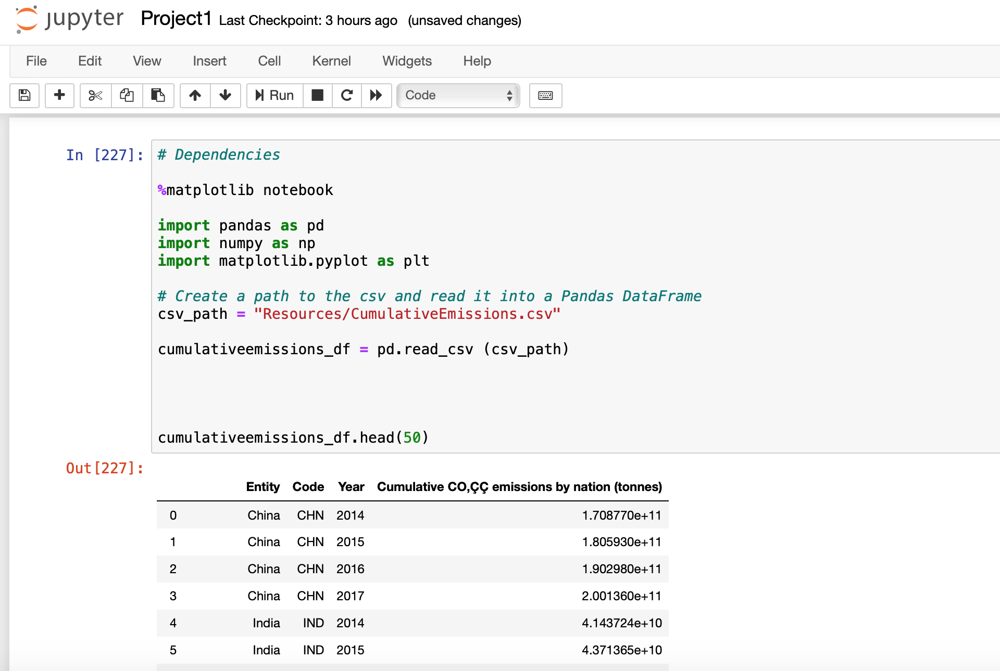 jupyter Project1 Last Checkpoint: 3 hours ago (unsaved changes)
File Edit View Insert Cell Kernel Widgets Help
Run Code
In [227]: # Dependencies
%matplotlib notebook
import pandas as pd
import numpy as np
import matplotlib.pyplot as plt
# Create a path to the csv and read it into a Pandas DataFrame
csv_path = "Resources/CumulativeEmissions.csv"
cumulativeemissions_df = pd.read_csv (csv_path)
cumulativeemissions_df.head(50)
Out[227]:
Entity Code Year Cumulative CO‚ÇÇ emissions by nation (tonnes)
0 China CHN 2014 1.708770e+11
1 China CHN 2015 1.805930e+11
2 China CHN 2016 1.902980e+11
3 China CHN 2017 2.001360e+11
4 India IND 2014 4.143724e+10
5 India IND 2015 4.371365e+10